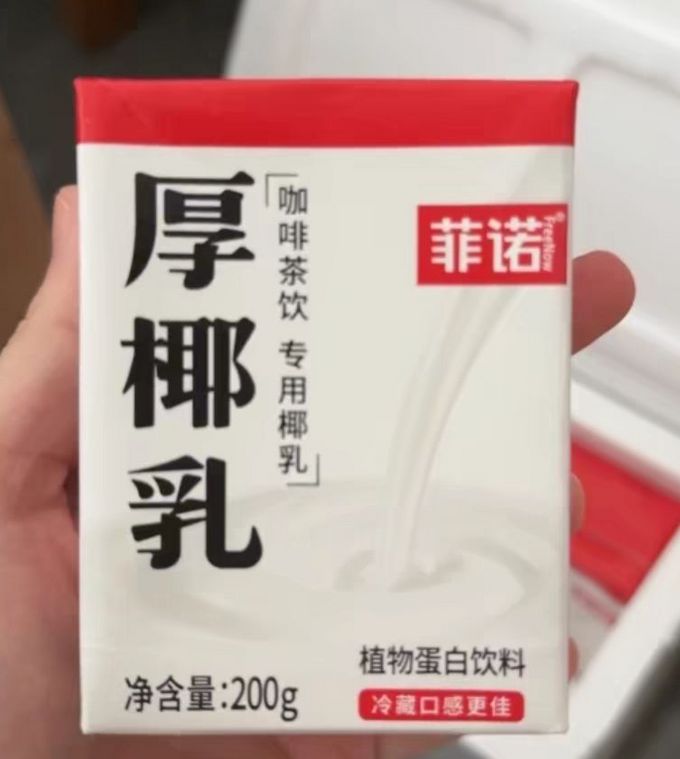 厚椰乳
「咖啡茶饮 专用椰乳」
菲诺
FreeNow®
植物蛋白饮料
净含量:200g
冷藏口感更佳